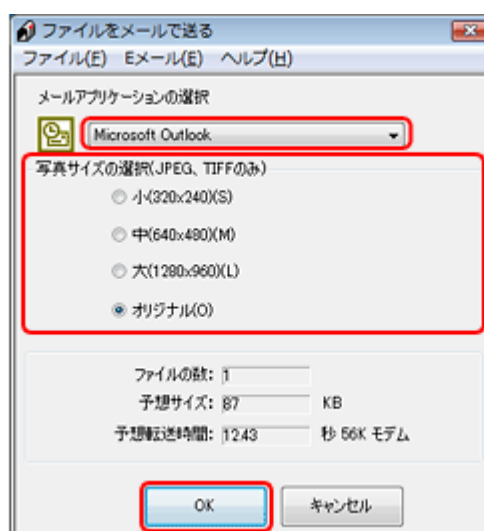 ファイルをメールで送る
ファイル(F) Eメール(E) ヘルプ(H)
メールアプリケーションの選択
Microsoft Outlook
写真サイズの選択(JPEG、TIFFのみ)
小(320x240)(S)
中(640x480)(M)
大(1280x960)(L)
オリジナル(O)
ファイルの数: 1
予想サイズ: 87 KB
予想転送時間: 12.43 秒 56K モデム
OK キャンセル